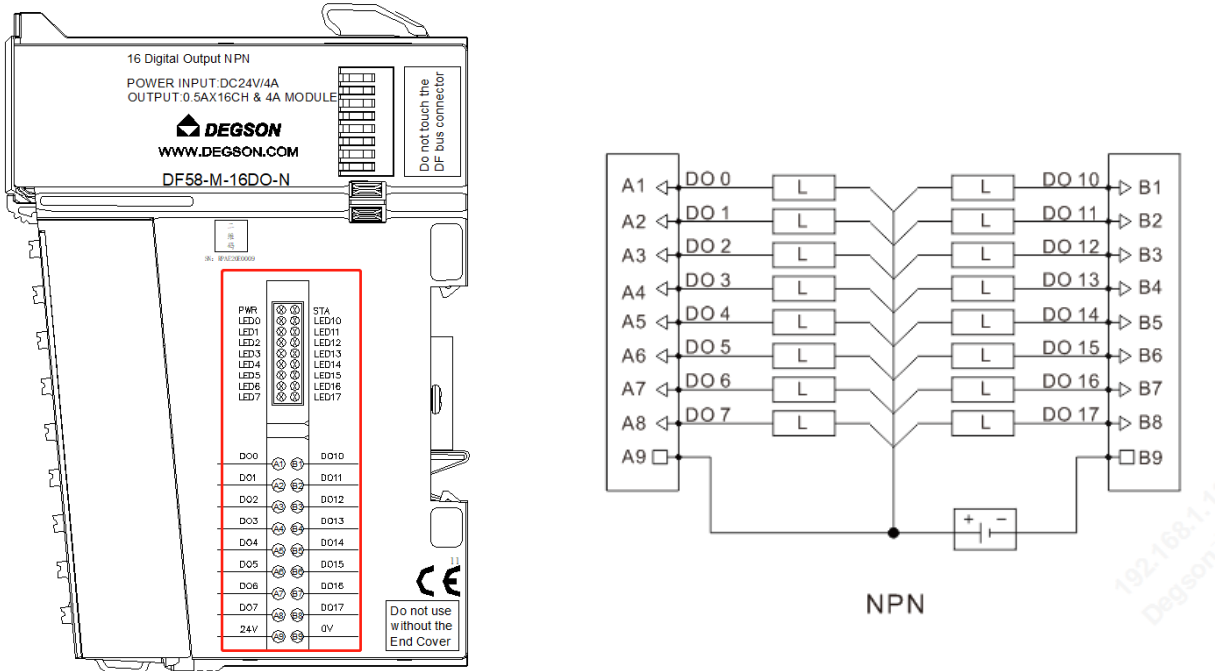 16 Digital Output NPN
POWER INPUT:DC24V/4A
OUTPUT:0.5AX16CH & 4A MODULE
DEGSON
WWW.DEGSON.COM
DF58-M-16DO-N
Do not touch the
DF bus connector
二
维
码
PWR STA
LED0 LED10
LED1 LED11
LED2 LED12
LED3 LED13
LED4 LED14
LED5 LED15
LED6 LED16
LED7 LED17
DO0 A1 B1 DO10
DO1 A2 B2 DO11
DO2 A3 B3 DO12
DO3 A4 B4 DO13
DO4 A5 B5 DO14
DO5 A6 B6 DO15
DO6 A7 B7 DO16
DO7 A8 B8 DO17
24V A9 B9 0V
11
CE
Do not use
without the
End Cover
A1 DO 0 L L DO 10 B1
A2 DO 1 L L DO 11 B2
A3 DO 2 L L DO 12 B3
A4 DO 3 L L DO 13 B4
A5 DO 4 L L DO 14 B5
A6 DO 5 L L DO 15 B6
A7 DO 6 L L DO 16 B7
A8 DO 7 L L DO 17 B8
A9 B9
+ −
NPN